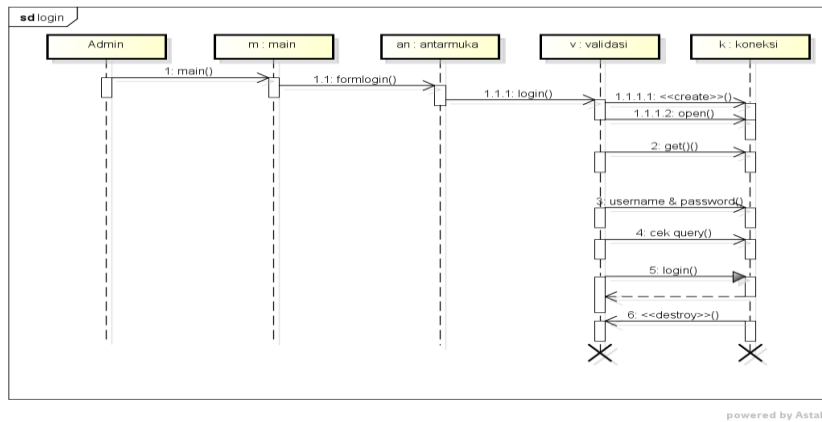 sd login
Admin
m : main
an : antarmuka
v : validasi
k : koneksi
1: main()
1.1: formlogin()
1.1.1: login()
1.1.1.1: <<create>>()
1.1.1.2: open()
2: get()()
3: username & password()
4: cek query()
5: login()
6: <<destroy>>()
powered by Astah